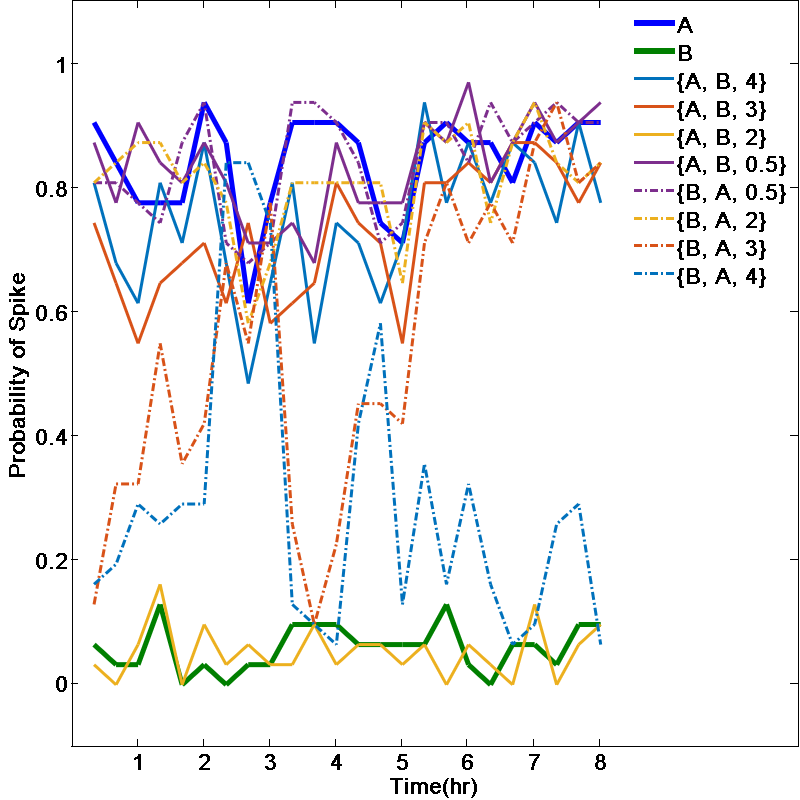 A
B
{A, B, 4}
{A, B, 3}
{A, B, 2}
{A, B, 0.5}
{B, A, 0.5}
{B, A, 2}
{B, A, 3}
{B, A, 4}
Probability of Spike
1
0.8
0.6
0.4
0.2
0
1 2 3 4 5 6 7 8
Time(hr)